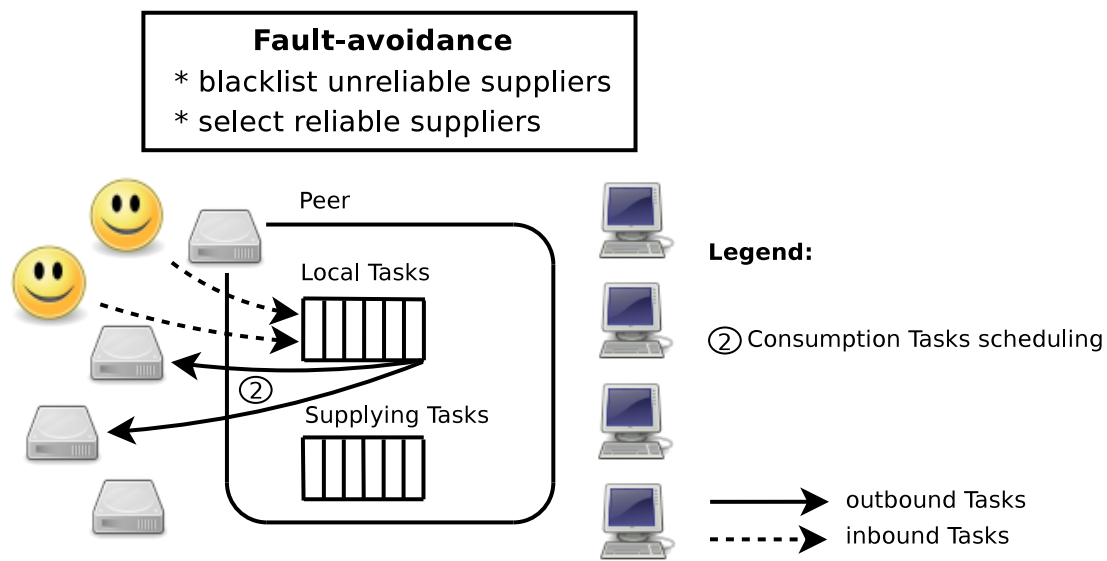 Fault-avoidance
* blacklist unreliable suppliers
* select reliable suppliers
Peer
Legend:
Local Tasks
2 Consumption Tasks scheduling
2
Supplying Tasks
outbound Tasks
inbound Tasks